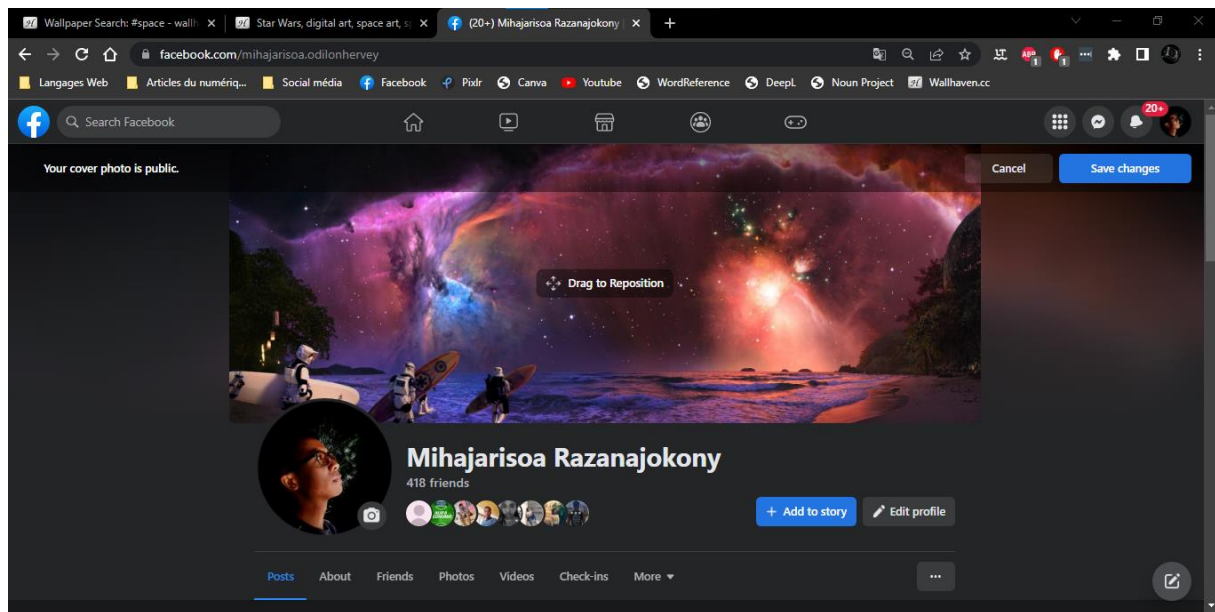 Wallpaper Search: #space - wallh
Star Wars, digital art, space art, s
(20+) Mihajarisoa Razanajokony
facebook.com/mihajarisoa.odilonhervey
Langages Web
Articles du numériq...
Social média
Facebook
Pixlr
Canva
Youtube
WordReference
DeepL
Noun Project
Wallhaven.cc
Search Facebook
20+
Your cover photo is public.
Cancel
Save changes
Drag to Reposition
Mihajarisoa Razanajokony
418 friends
+ Add to story
Edit profile
Posts
About
Friends
Photos
Videos
Check-ins
More